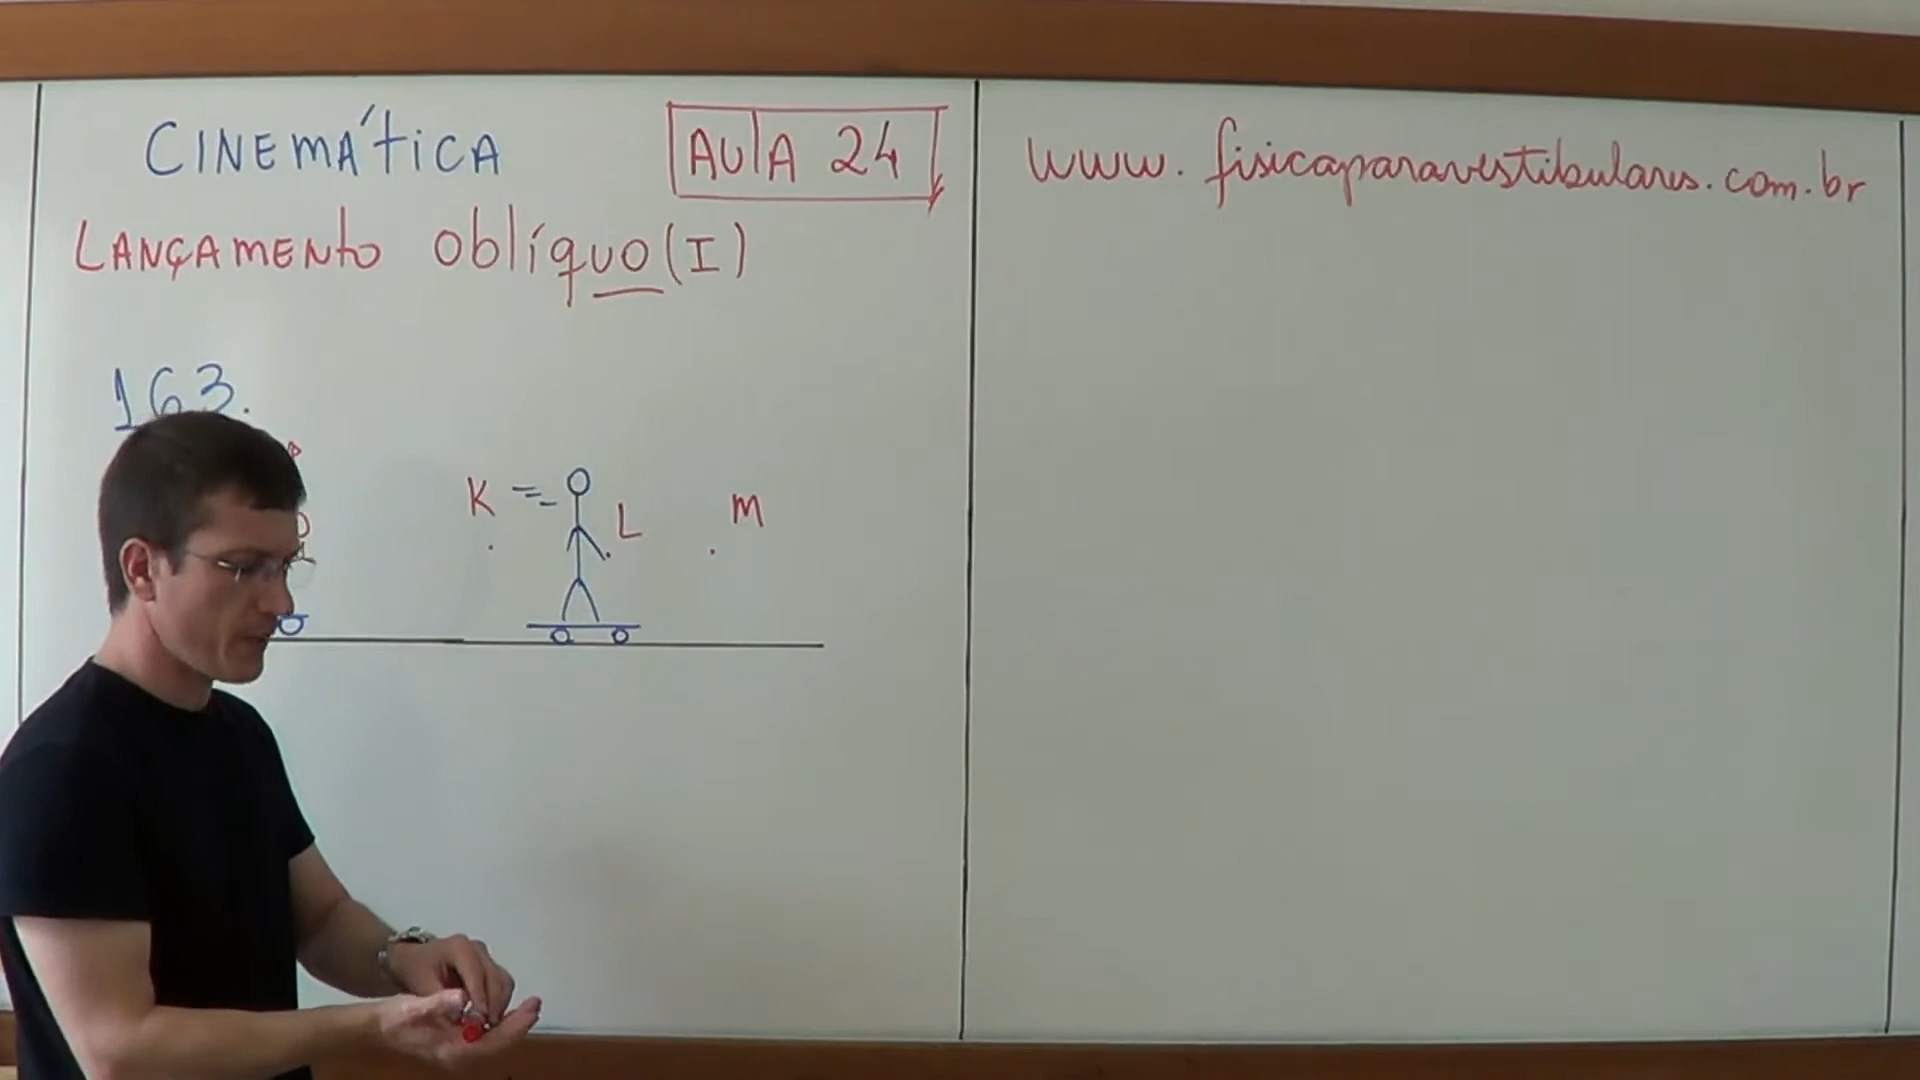 CINEMÁTICA
AULA 24
www.fisicaparavestibulares.com.br
LANÇAMENTO Oblíquo (I)
163.
K
L
M